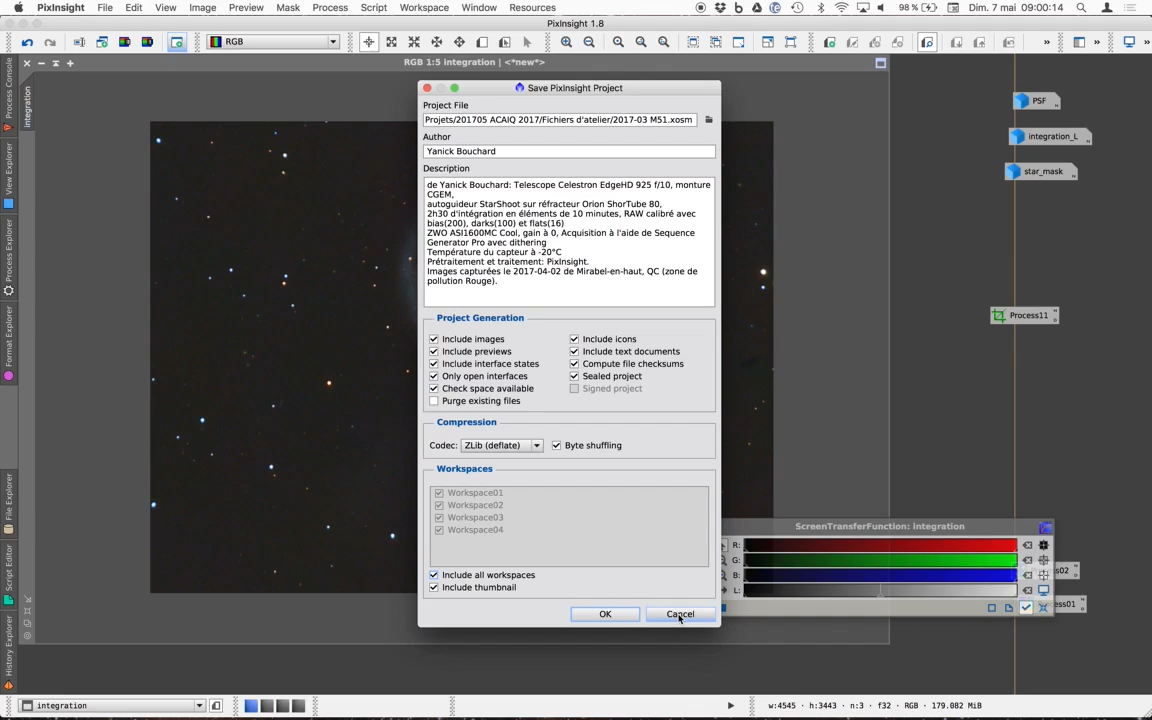 PixInsight File Edit View Image Preview Mask Process Script Workspace Window Resources 98 % Dim. 7 mai 09:00:14
PixInsight 1.8
RGB
RGB 1:5 integration | <*new*>
integration
Process Console
View Explorer
Process Explorer
Format Explorer
File Explorer
Script Editor
History Explorer
Save PixInsight Project
Project File
Projets/201705 ACAIQ 2017/Fichiers d'atelier/2017-03 M51.xosm
Author
Yanick Bouchard
Description
de Yanick Bouchard: Telescope Celestron EdgeHD 925 f/10, monture
CGEM,
autoguideur StarShoot sur réfracteur Orion ShorTube 80,
2h30 d'intégration en éléments de 10 minutes, RAW calibré avec
bias(200), darks(100) et flats(16)
ZWO ASI1600MC Cool, gain à 0, Acquisition à l'aide de Sequence
Generator Pro avec dithering
Température du capteur à -20°C
Prétraitement et traitement: PixInsight.
Images capturées le 2017-04-02 de Mirabel-en-haut, QC (zone de
pollution Rouge).
Project Generation
Include images Include icons
Include previews Include text documents
Include interface states Compute file checksums
Only open interfaces Sealed project
Check space available Signed project
Purge existing files
Compression
Codec: ZLib (deflate) Byte shuffling
Workspaces
Workspace01
Workspace02
Workspace03
Workspace04
Include all workspaces
Include thumbnail
OK Cancel
PSF
integration_L
star_mask
Process11
ScreenTransferFunction: integration
R:
G:
B:
L:
integration
w:4545 · h:3443 · n:3 · f32 · RGB · 179.082 MiB